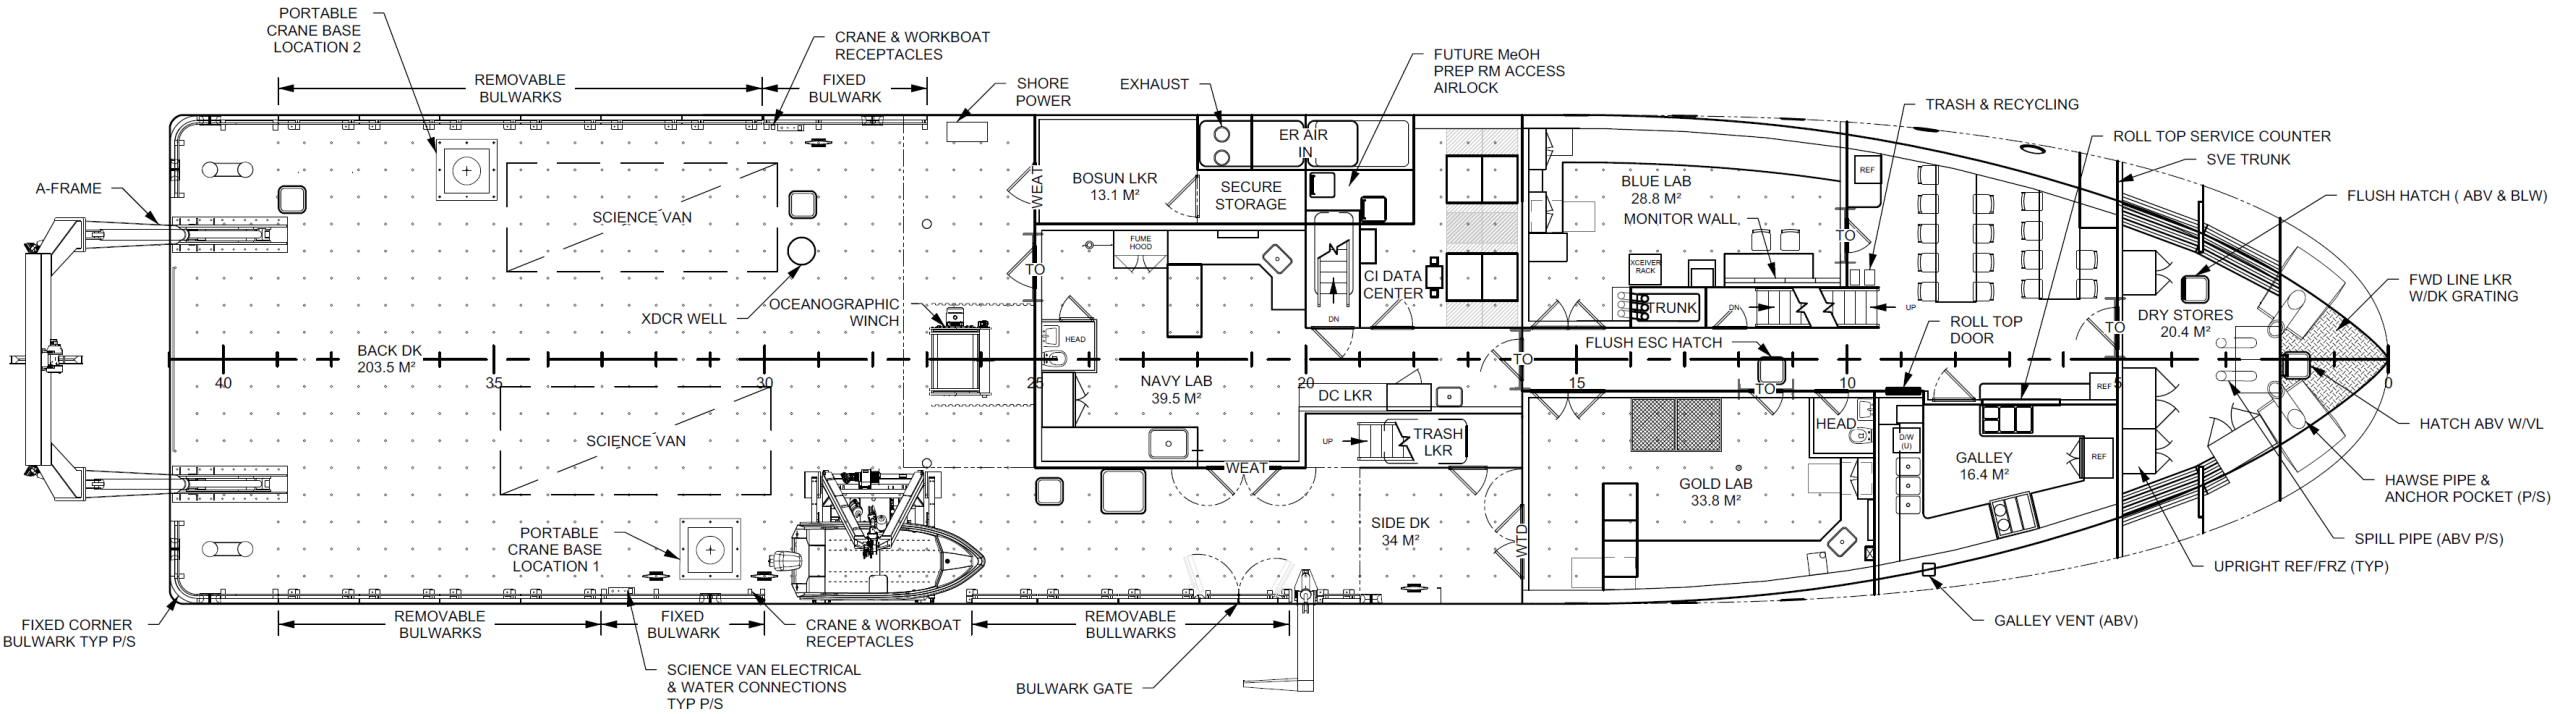 PORTABLE
CRANE BASE
LOCATION 2
REMOVABLE
BULWARKS
CRANE & WORKBOAT
RECEPTACLES
FIXED
BULWARK
SHORE
POWER
EXHAUST
FUTURE MeOH
PREP RM ACCESS
AIRLOCK
TRASH & RECYCLING
ROLL TOP SERVICE COUNTER
SVE TRUNK
FLUSH HATCH ( ABV & BLW)
FWD LINE LKR
W/DK GRATING
A-FRAME
SCIENCE VAN
XDCR WELL
OCEANOGRAPHIC
WINCH
WEAT
BOSUN LKR
13.1 M²
SECURE
STORAGE
ER AIR
IN
FUME
HOOD
TO
HEAD
CI DATA
CENTER
DN
BLUE LAB
28.8 M²
MONITOR WALL
XCEIVER
RACK
TRUNK
DN
UP
REF
TO
ROLL TOP
DOOR
TO
DRY STORES
20.4 M²
FLUSH ESC HATCH
BACK DK
203.5 M²
40
35
30
25
20
15
10
5
0
NAVY LAB
39.5 M²
DC LKR
TO
TO
REF
SCIENCE VAN
UP
TRASH
LKR
WEAT
HEAD
D/W
(U)
GALLEY
16.4 M²
REF
GOLD LAB
33.8 M²
SIDE DK
34 M²
WTD
PORTABLE
CRANE BASE
LOCATION 1
HATCH ABV W/VL
HAWSE PIPE &
ANCHOR POCKET (P/S)
SPILL PIPE (ABV P/S)
UPRIGHT REF/FRZ (TYP)
GALLEY VENT (ABV)
FIXED CORNER
BULWARK TYP P/S
REMOVABLE
BULWARKS
FIXED
BULWARK
CRANE & WORKBOAT
RECEPTACLES
REMOVABLE
BULLWARKS
SCIENCE VAN ELECTRICAL
& WATER CONNECTIONS
TYP P/S
BULWARK GATE